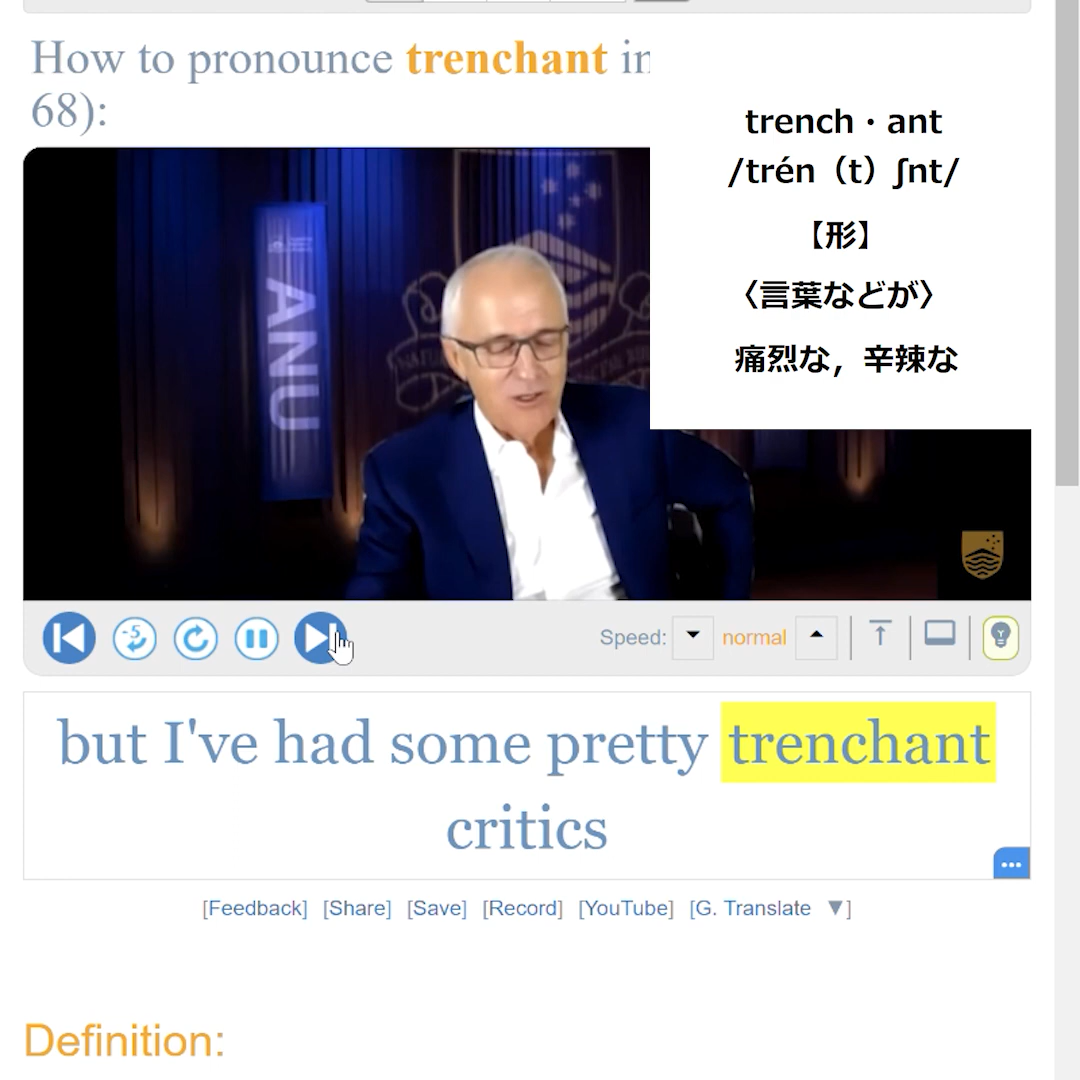 How to pronounce trenchant in
68):
trench・ant
/trén（t）ʃnt/
【形】
〈言葉などが〉
痛烈な，辛辣な
ANU
-5
Speed:
normal
but I've had some pretty trenchant
critics
[Feedback] [Share] [Save] [Record] [YouTube] [G. Translate ▼]
Definition: